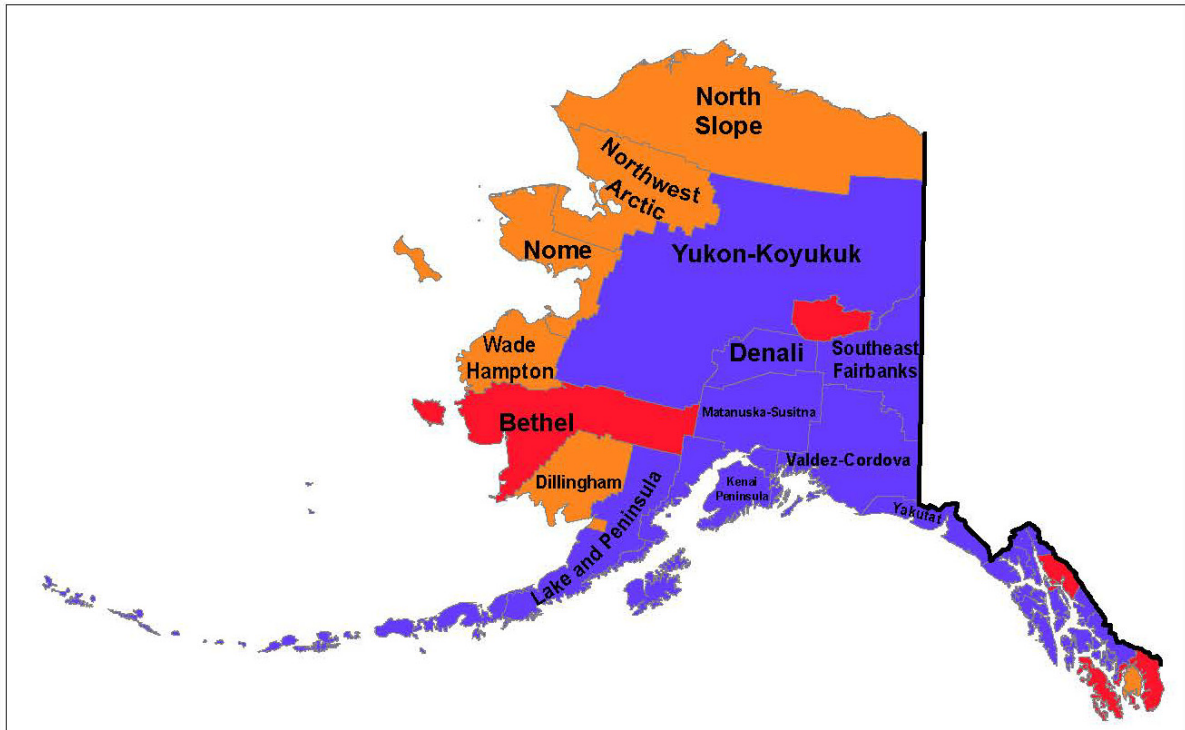 North
Slope
Northwest
Arctic
Nome
Yukon-Koyukuk
Wade
Hampton
Denali
Southeast
Fairbanks
Bethel
Matanuska-Susitna
Dillingham
Lake and Peninsula
Kenai
Peninsula
Valdez-Cordova
Yakutat